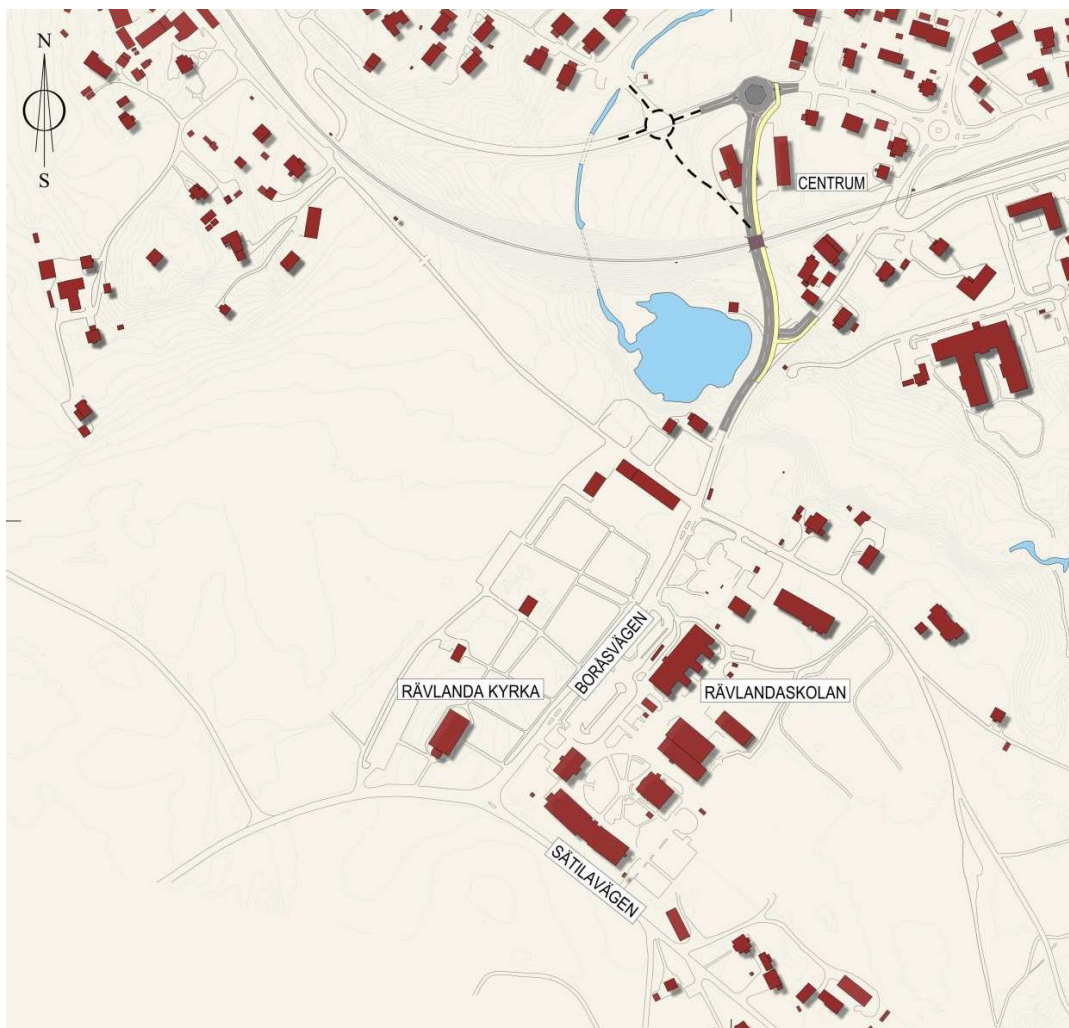 N
S
CENTRUM
BORÅSVÄGEN
RÄVLANDA KYRKA
RÄVLANDASKOLAN
SÄTILAVÄGEN